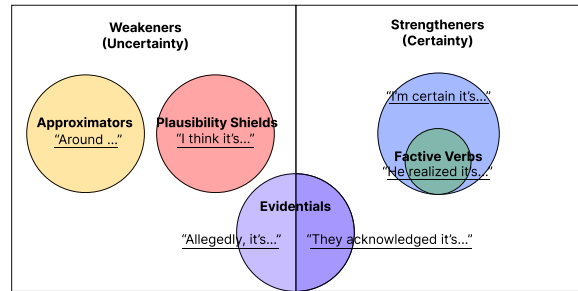 Weakeners
(Uncertainty)
Strengtheners
(Certainty)
Approximators
“Around ...”
Plausibility Shields
“I think it’s...”
“I’m certain it’s...”
Factive Verbs
“He realized it’s...”
Evidentials
“Allegedly, it’s...”
“They acknowledged it’s...”